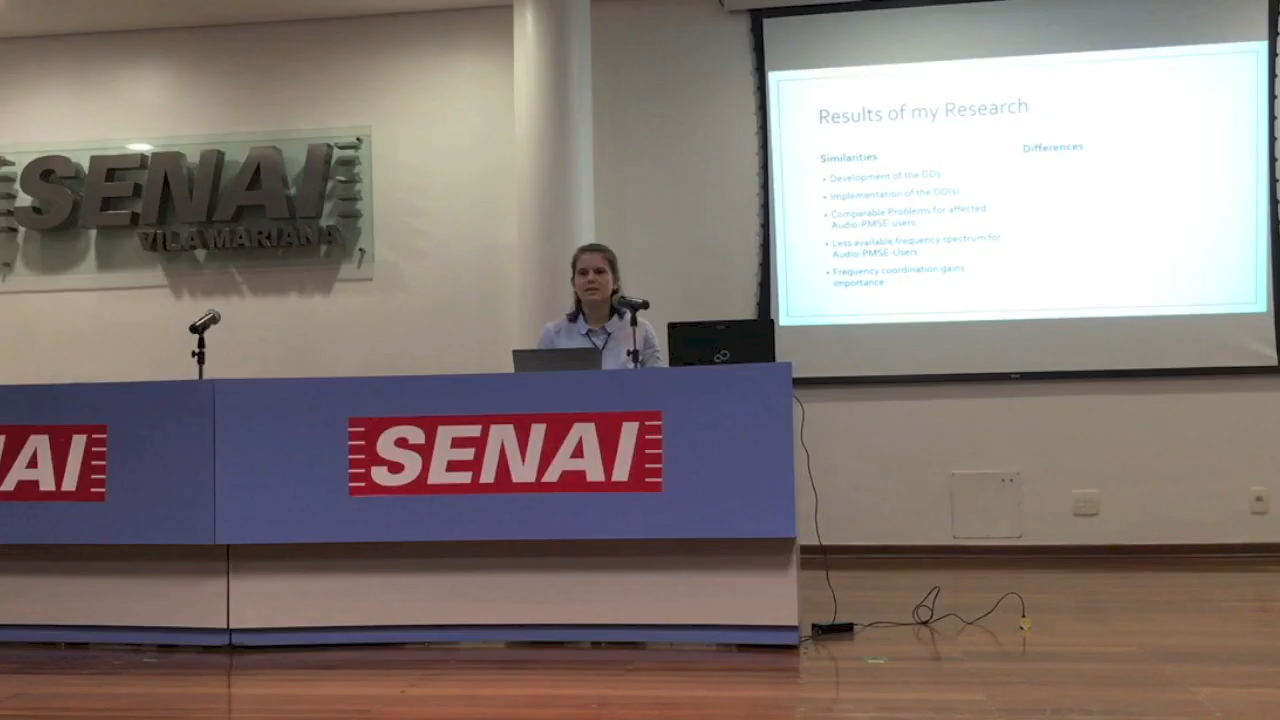 SENAI
VILA MARIANA
Results of my Research
Similarities
• Development of the DDs
• Implementation of the DD(s)
• Comparable Problems for affected
Audio-PMSE-users
• Less available frequency spectrum for
Audio-PMSE-Users
• Frequency coordination gains
importance
Differences
NAI
SENAI